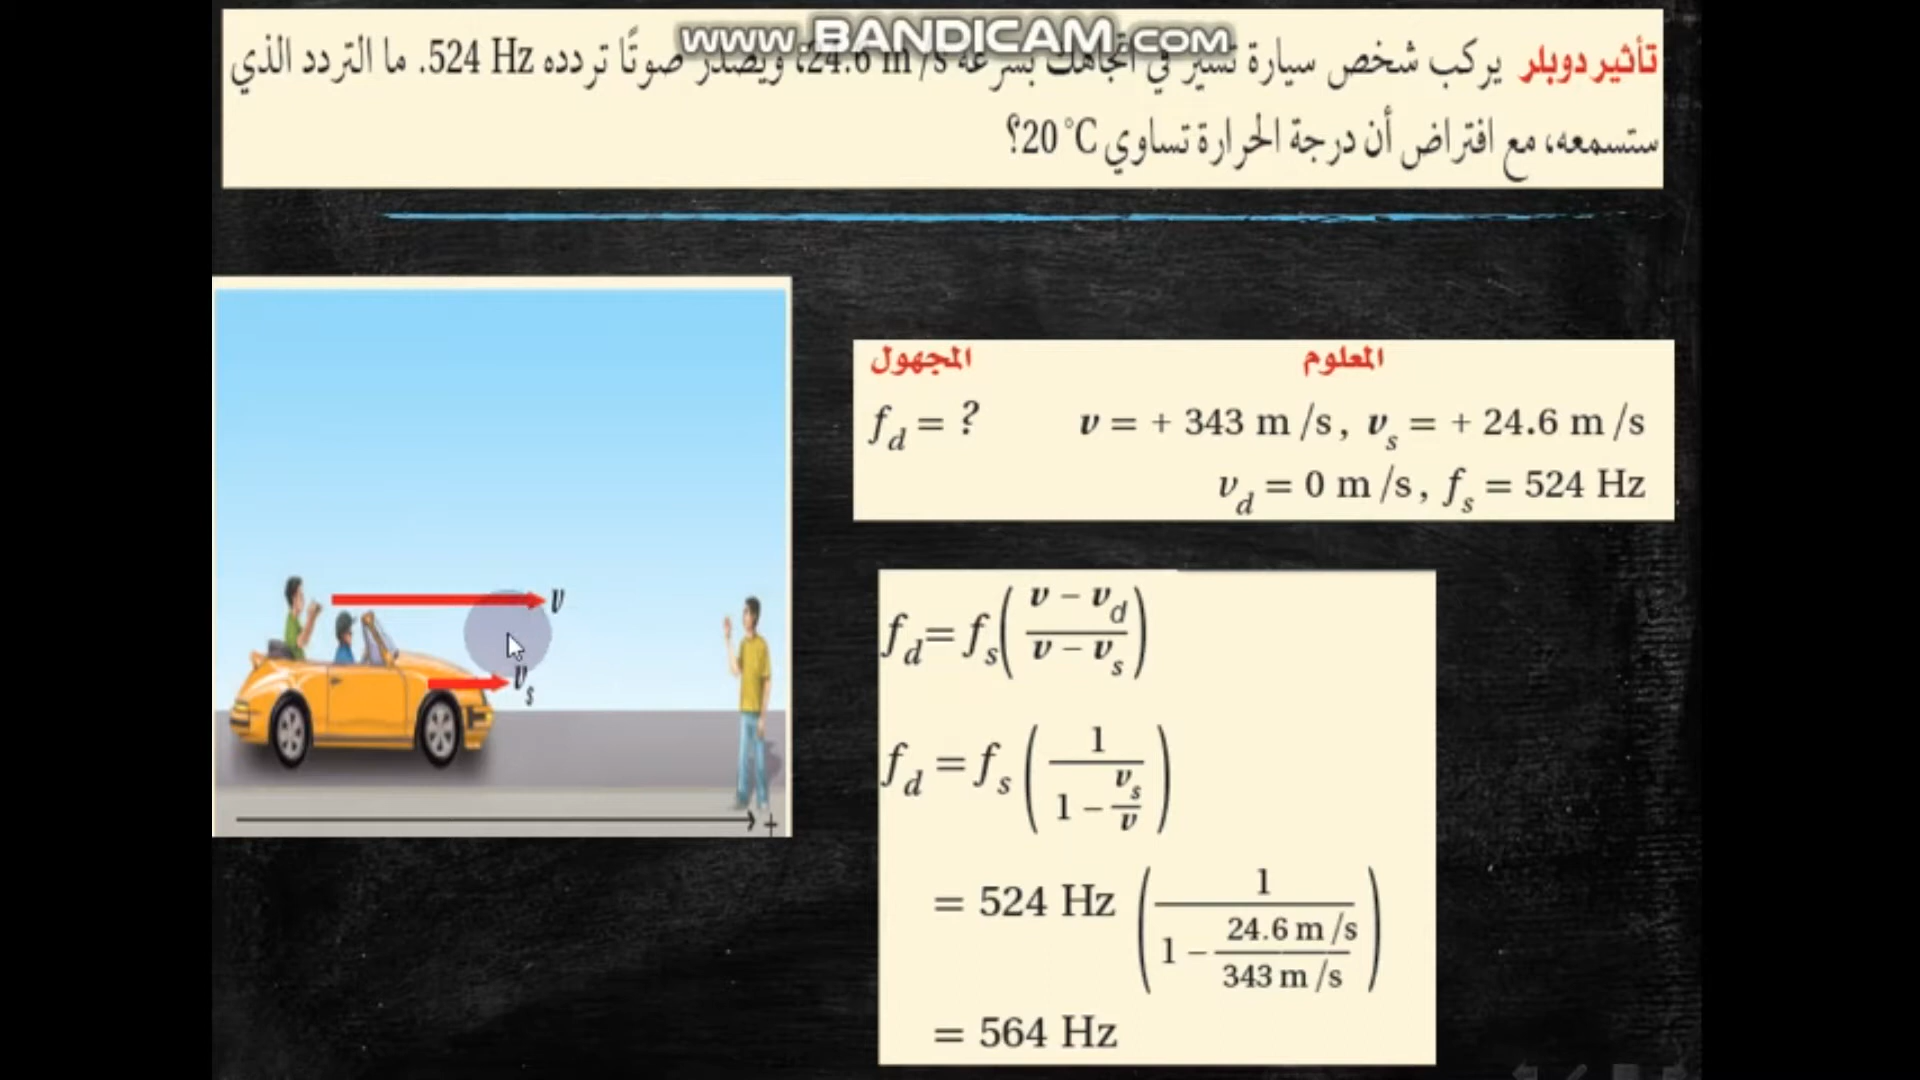 www.BANDICAM.com
تأثير دوبلر يركب شخص سيارة تسير في اتجاهك بسرعة 24.6 m/s، ويصدر صوتًا تردده 524 Hz. ما التردد الذي
ستسمعه، مع افتراض أن درجة الحرارة تساوي 20 °C؟
المعلوم
المجهول
v = + 343 m/s, v_s = + 24.6 m/s
f_d = ?
v_d = 0 m/s, f_s = 524 Hz
v
v_s
+
f_d = f_s ( (v − v_d) / (v − v_s) )
f_d = f_s ( 1 / (1 − v_s/v) )
= 524 Hz ( 1 / (1 − 24.6 m/s / 343 m/s) )
= 564 Hz